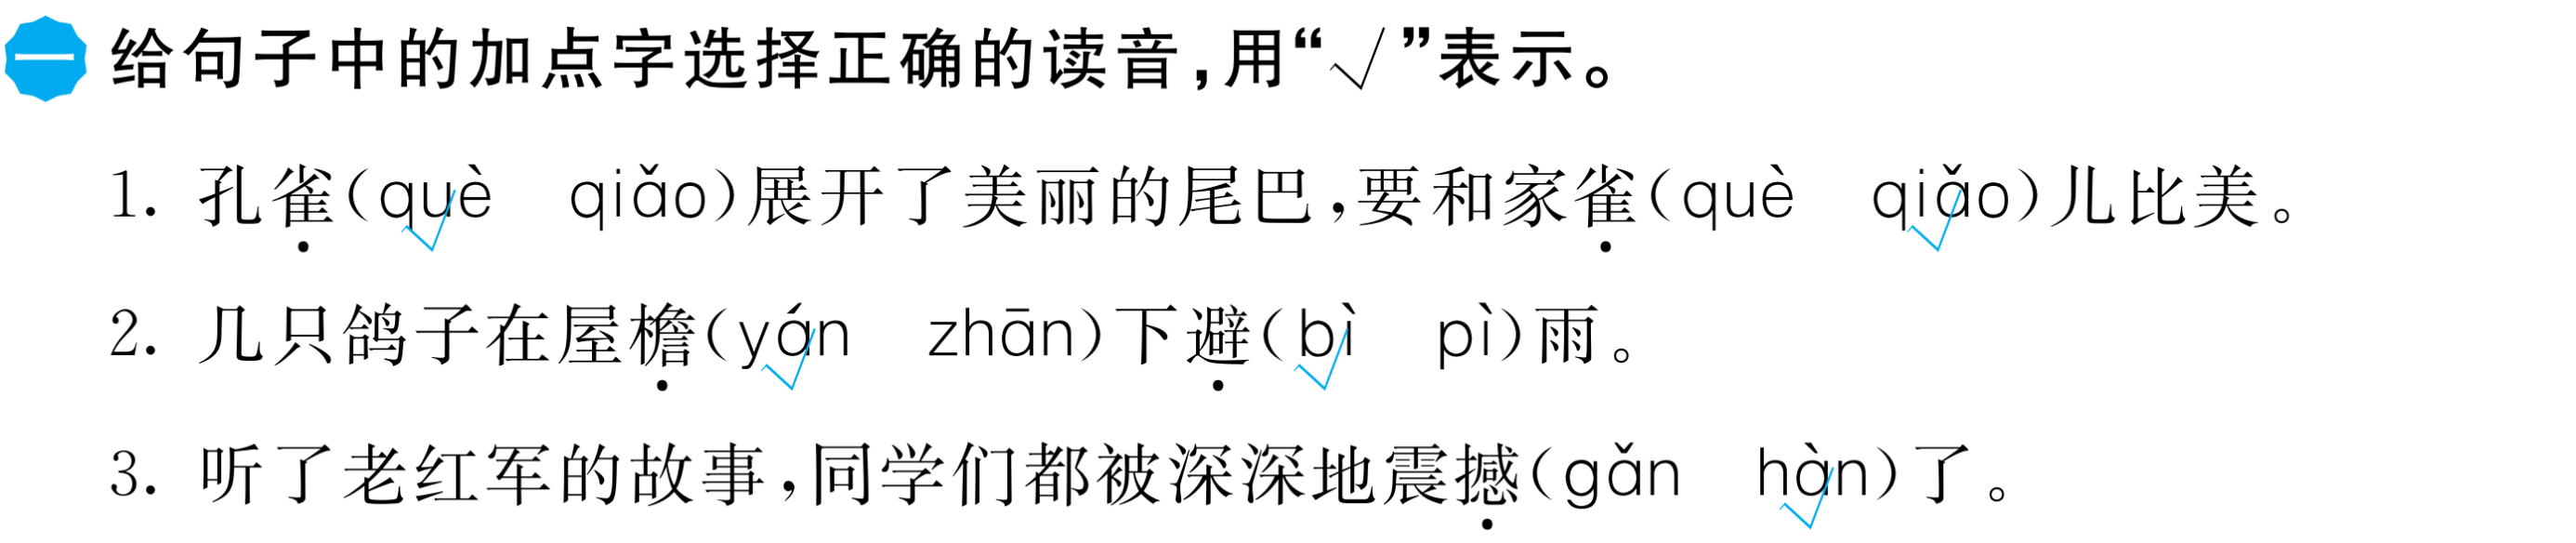 一 给句子中的加点字选择正确的读音,用“√”表示。
1. 孔雀(què√ qiǎo)展开了美丽的尾巴,要和家雀(què qiǎo√)儿比美。
2. 几只鸽子在屋檐(yán√ zhān)下避(bì√ pì)雨。
3. 听了老红军的故事,同学们都被深深地震撼(gǎn hàn√)了。